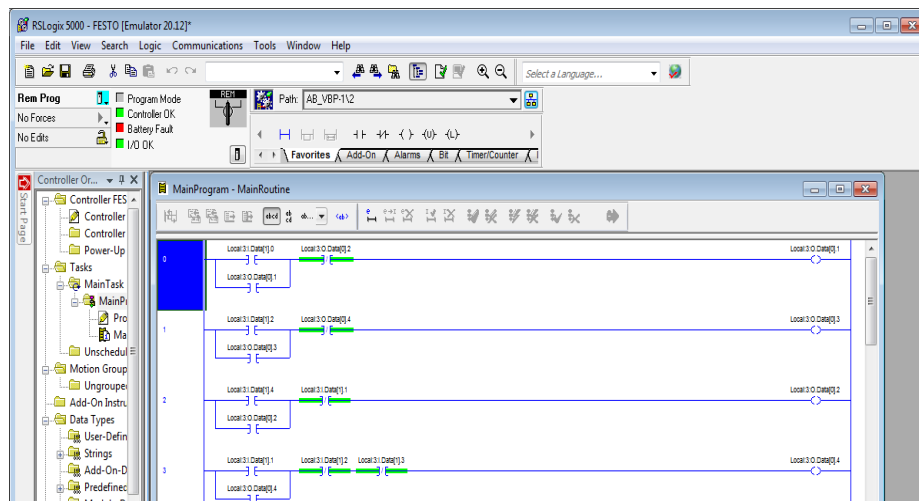 RSLogix 5000 - FESTO [Emulator 20.12]*
File Edit View Search Logic Communications Tools Window Help
Select a Language...
Rem Prog
Program Mode
REM
Path: AB_VBP-1\2
No Forces
Controller OK
Battery Fault
No Edits
I/O OK
Favorites Add-On Alarms Bit Timer/Counter
Controller Or...
Start Page
Controller FES
Controller
Controller
Power-Up
Tasks
MainTask
MainPr
Pro
Ma
Unschedul
Motion Group
Ungroupe
Add-On Instru
Data Types
User-Defin
Strings
Add-On-D
Predefined
MainProgram - MainRoutine
abcd
ab...
<ab>
Local:3:I.Data[1].0 Local:3:O.Data[0].2 Local:3:O.Data[0].1
0
Local:3:O.Data[0].1
Local:3:I.Data[1].2 Local:3:O.Data[0].4 Local:3:O.Data[0].3
1
Local:3:O.Data[0].3
Local:3:I.Data[1].4 Local:3:I.Data[1].1 Local:3:O.Data[0].2
2
Local:3:O.Data[0].2
Local:3:I.Data[1].1 Local:3:I.Data[1].2 Local:3:I.Data[1].3 Local:3:O.Data[0].4
3
Local:3:O.Data[0].4